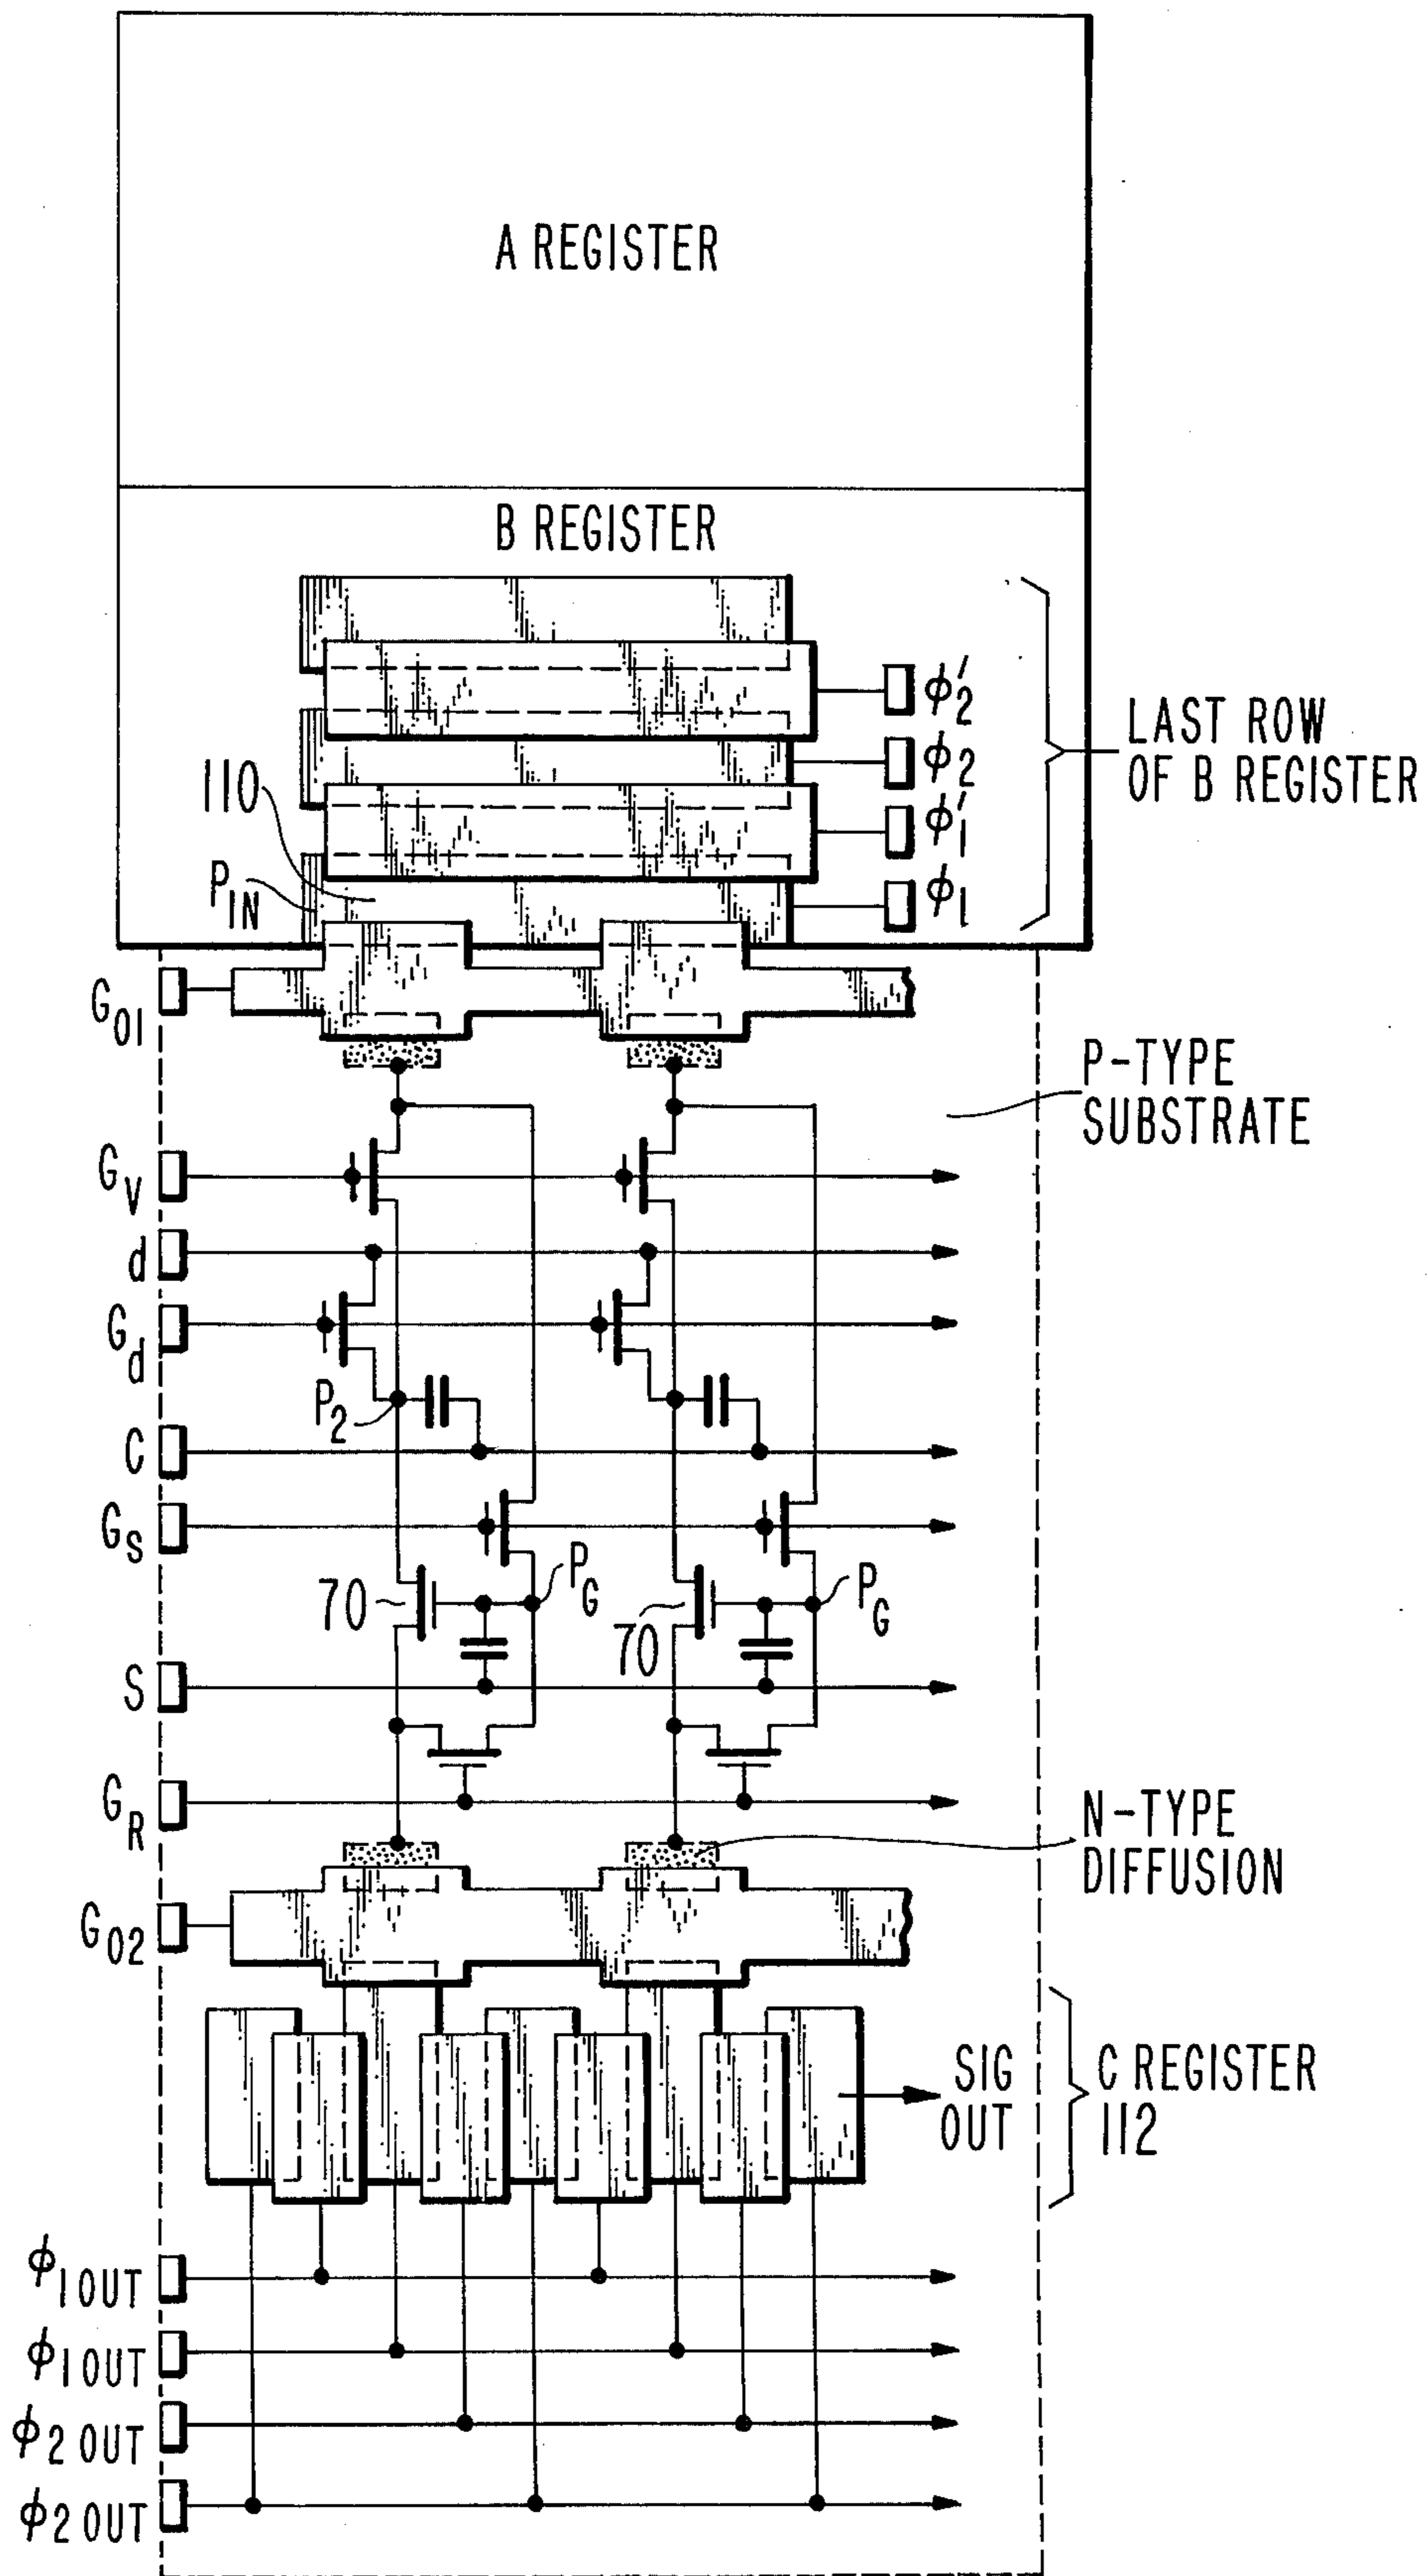 A REGISTER
B REGISTER
ϕ'2
ϕ2
ϕ'1
ϕ1
LAST ROW
OF B REGISTER
110
PIN
G01
P-TYPE
SUBSTRATE
GV
d
Gd
P2
C
GS
70
PG
70
PG
S
GR
N-TYPE
DIFFUSION
G02
SIG
OUT
C REGISTER
112
ϕ1 OUT
ϕ1 OUT
ϕ2 OUT
ϕ2 OUT